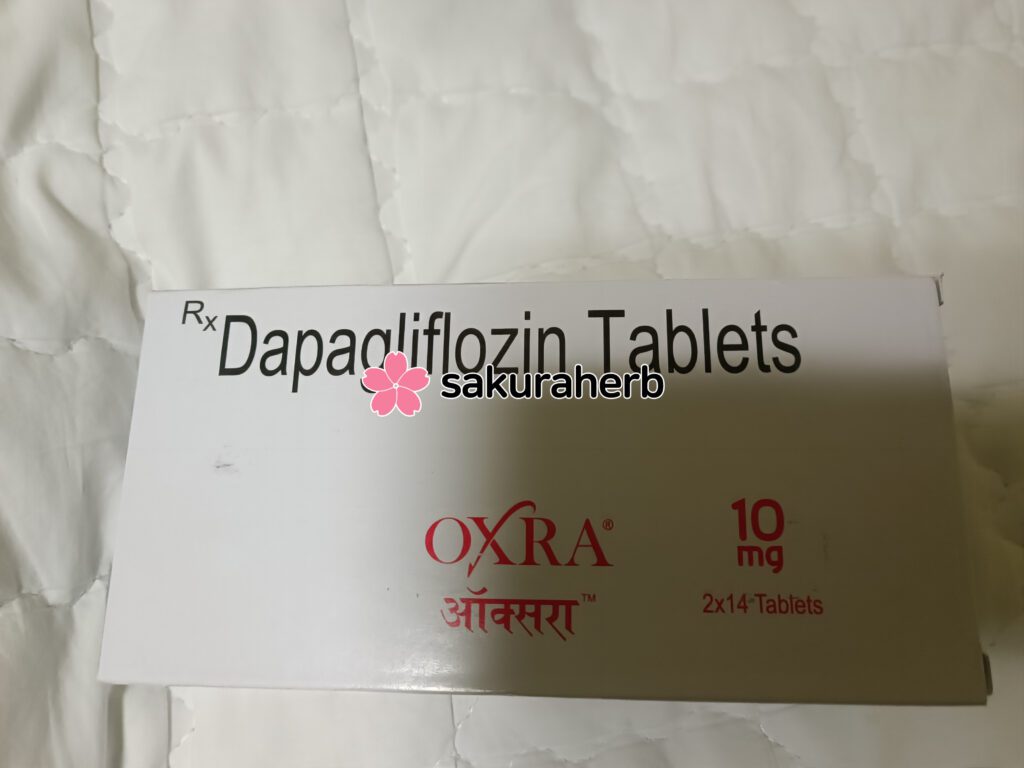 Rx Dapagliflozin Tablets
sakuraherb
OXRA®
ऑक्सरा™
10
mg
2x14 Tablets